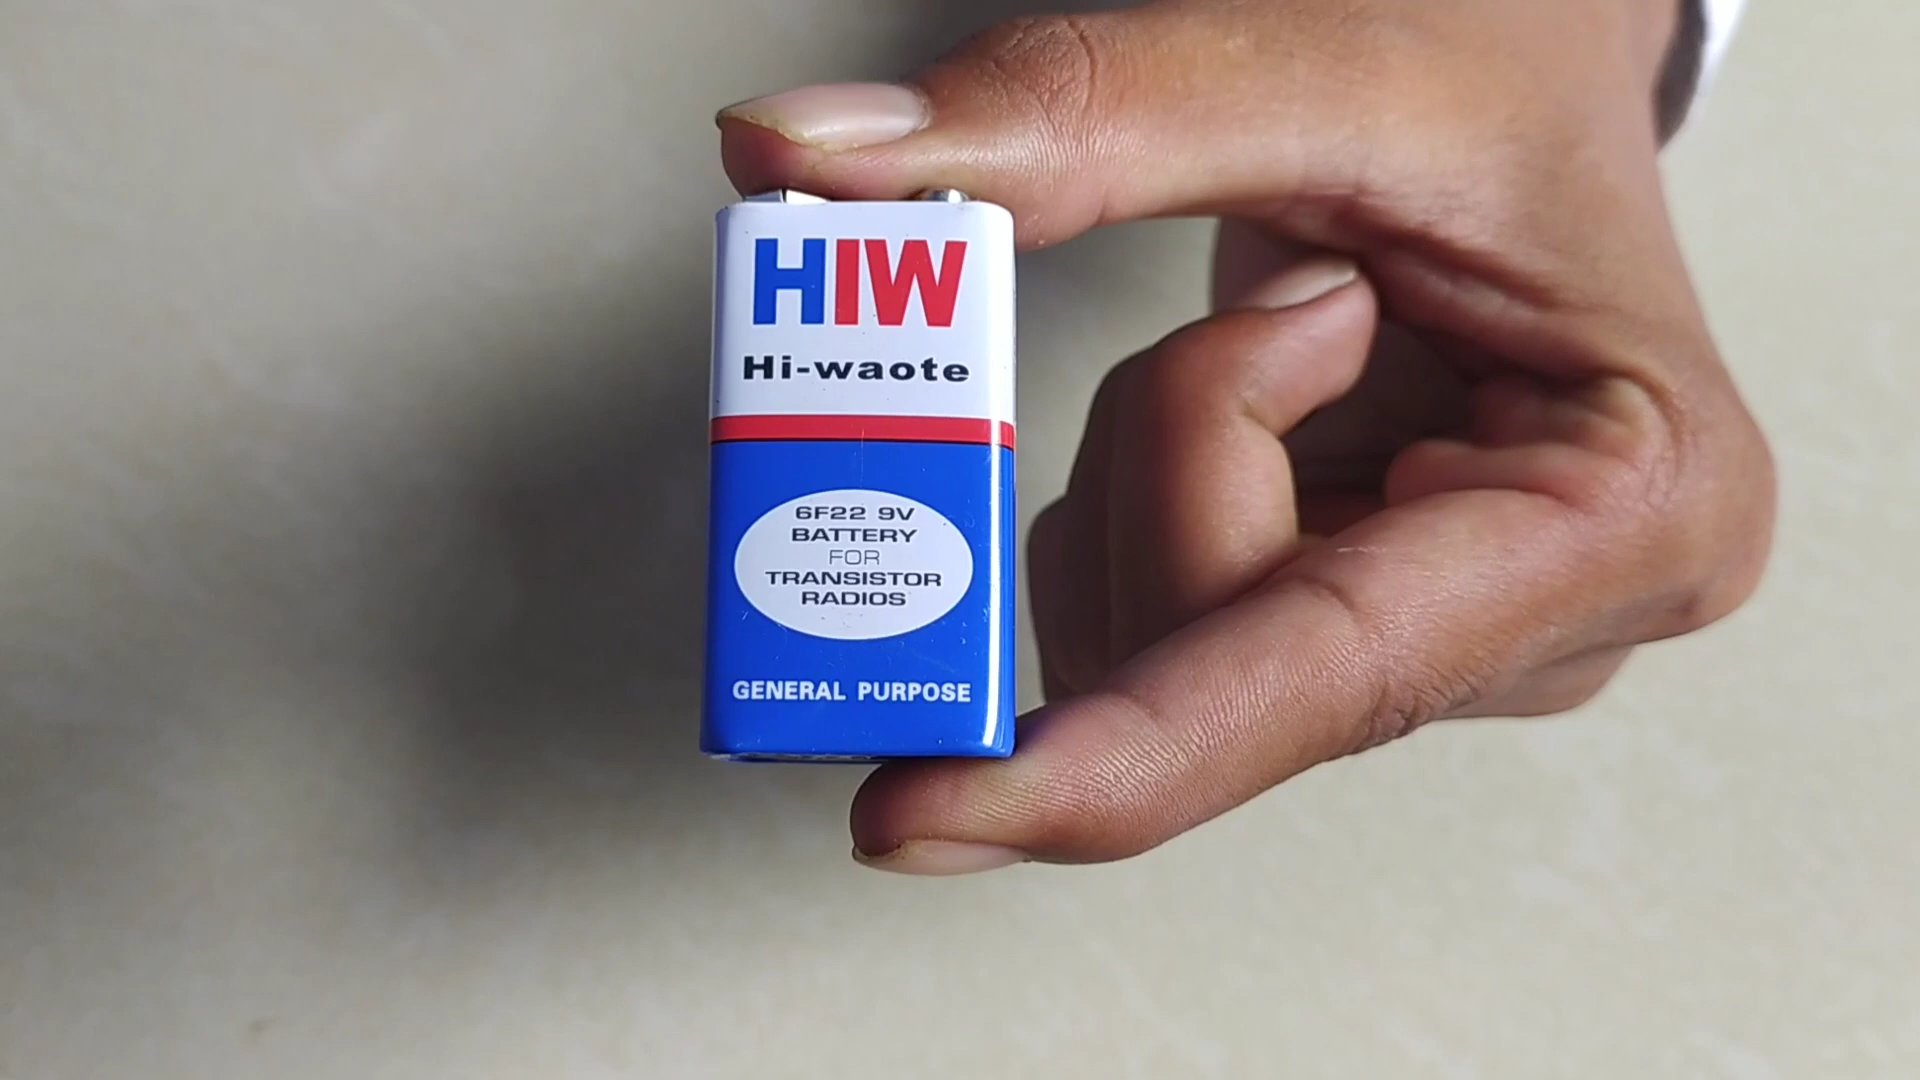 HIW
Hi-waote
6F22 9V
BATTERY
FOR
TRANSISTOR
RADIOS
GENERAL PURPOSE